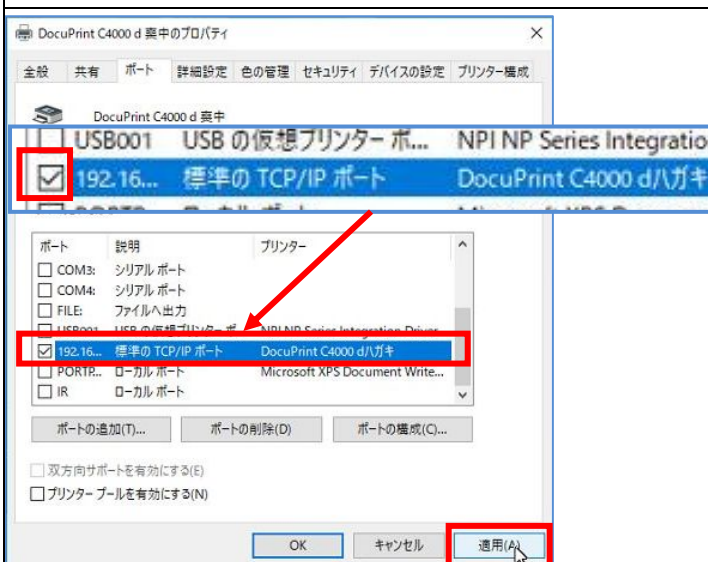 DocuPrint C4000 d 喪中のプロパティ
全般 共有 ポート 詳細設定 色の管理 セキュリティ デバイスの設定 プリンター構成
DocuPrint C4000 d 喪中
USB001 USB の仮想プリンター ポ... NPI NP Series Integratio
192.16... 標準の TCP/IP ポート DocuPrint C4000 dハガキ
ポート 説明 プリンター
COM3: シリアル ポート
COM4: シリアル ポート
FILE: ファイルへ出力
USB001 USB の仮想プリンター ポ... NPI NP Series Integration Driver
192.16... 標準の TCP/IP ポート DocuPrint C4000 dハガキ
PORTP... ローカル ポート Microsoft XPS Document Write...
IR ローカル ポート
ポートの追加(T)... ポートの削除(D) ポートの構成(C)...
双方向サポートを有効にする(E)
プリンター プールを有効にする(N)
OK キャンセル 適用(A)